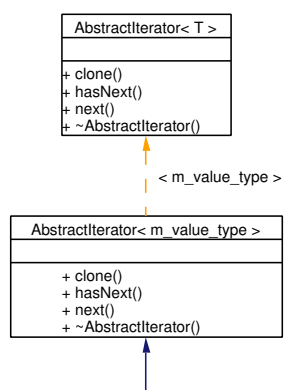 AbstractIterator< T >
+ clone()
+ hasNext()
+ next()
+ ~AbstractIterator()
< m_value_type >
AbstractIterator< m_value_type >
+ clone()
+ hasNext()
+ next()
+ ~AbstractIterator()